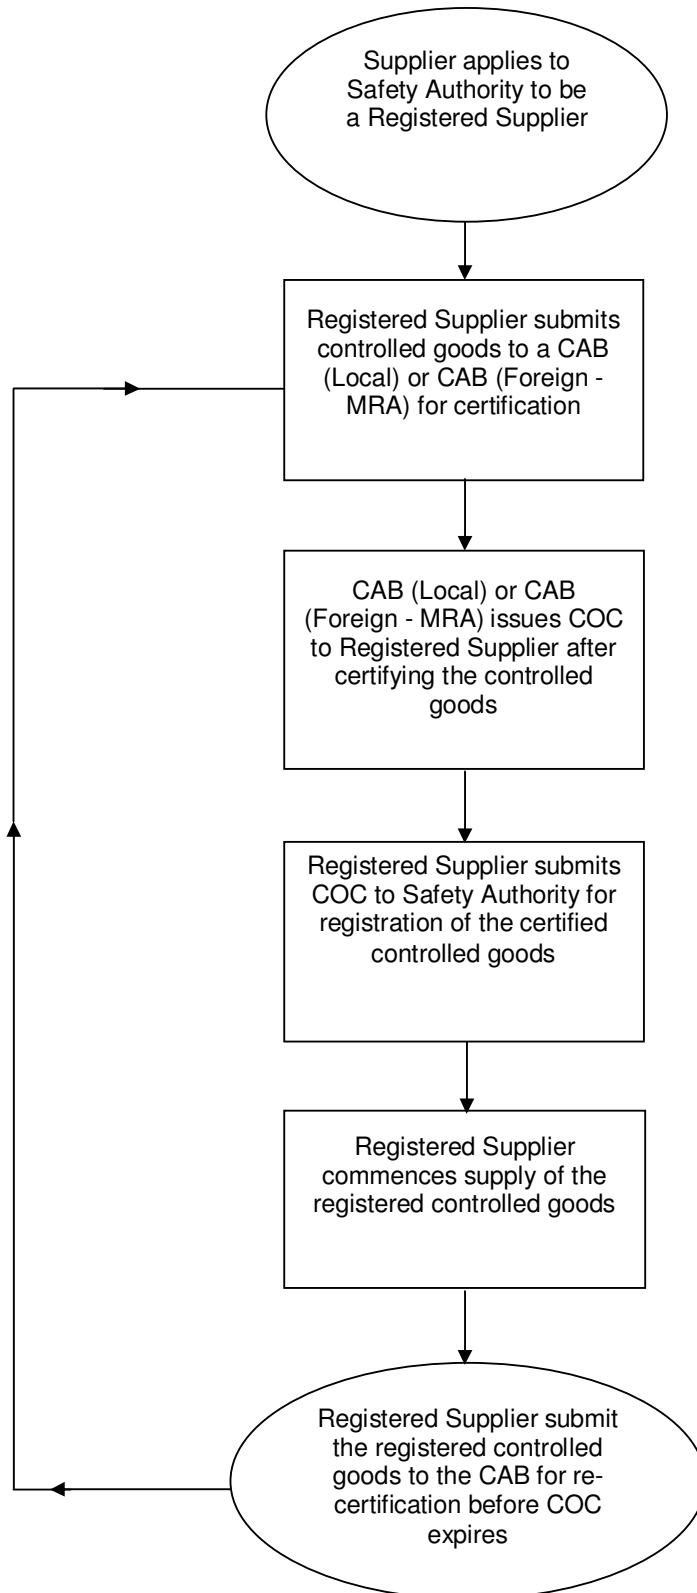 Supplier applies to
Safety Authority to be
a Registered Supplier
Registered Supplier submits
controlled goods to a CAB
(Local) or CAB (Foreign -
MRA) for certification
CAB (Local) or CAB
(Foreign - MRA) issues COC
to Registered Supplier after
certifying the controlled
goods
Registered Supplier submits
COC to Safety Authority for
registration of the certified
controlled goods
Registered Supplier
commences supply of the
registered controlled goods
Registered Supplier submit
the registered controlled
goods to the CAB for re-
certification before COC
expires